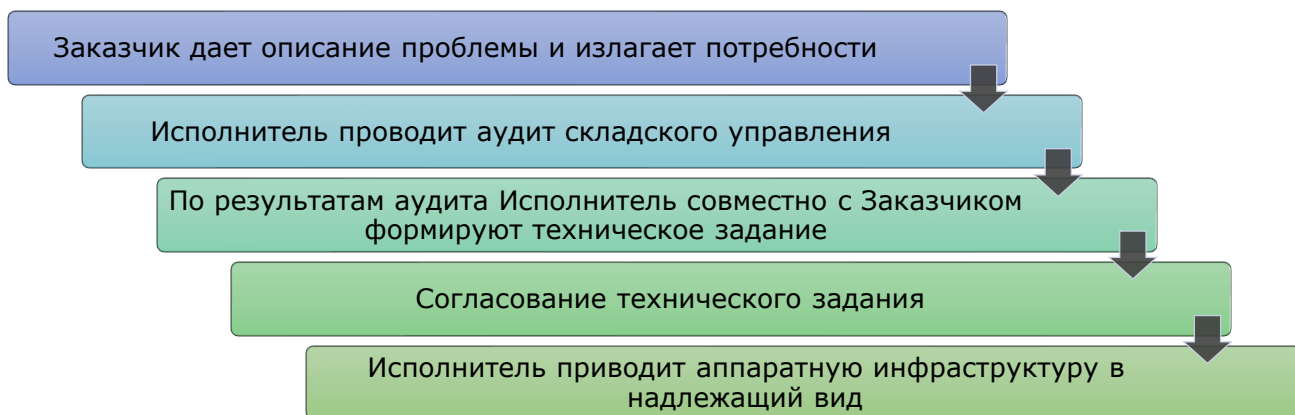 Заказчик дает описание проблемы и излагает потребности
Исполнитель проводит аудит складского управления
По результатам аудита Исполнитель совместно с Заказчиком
формируют техническое задание
Согласование технического задания
Исполнитель приводит аппаратную инфраструктуру в
надлежащий вид